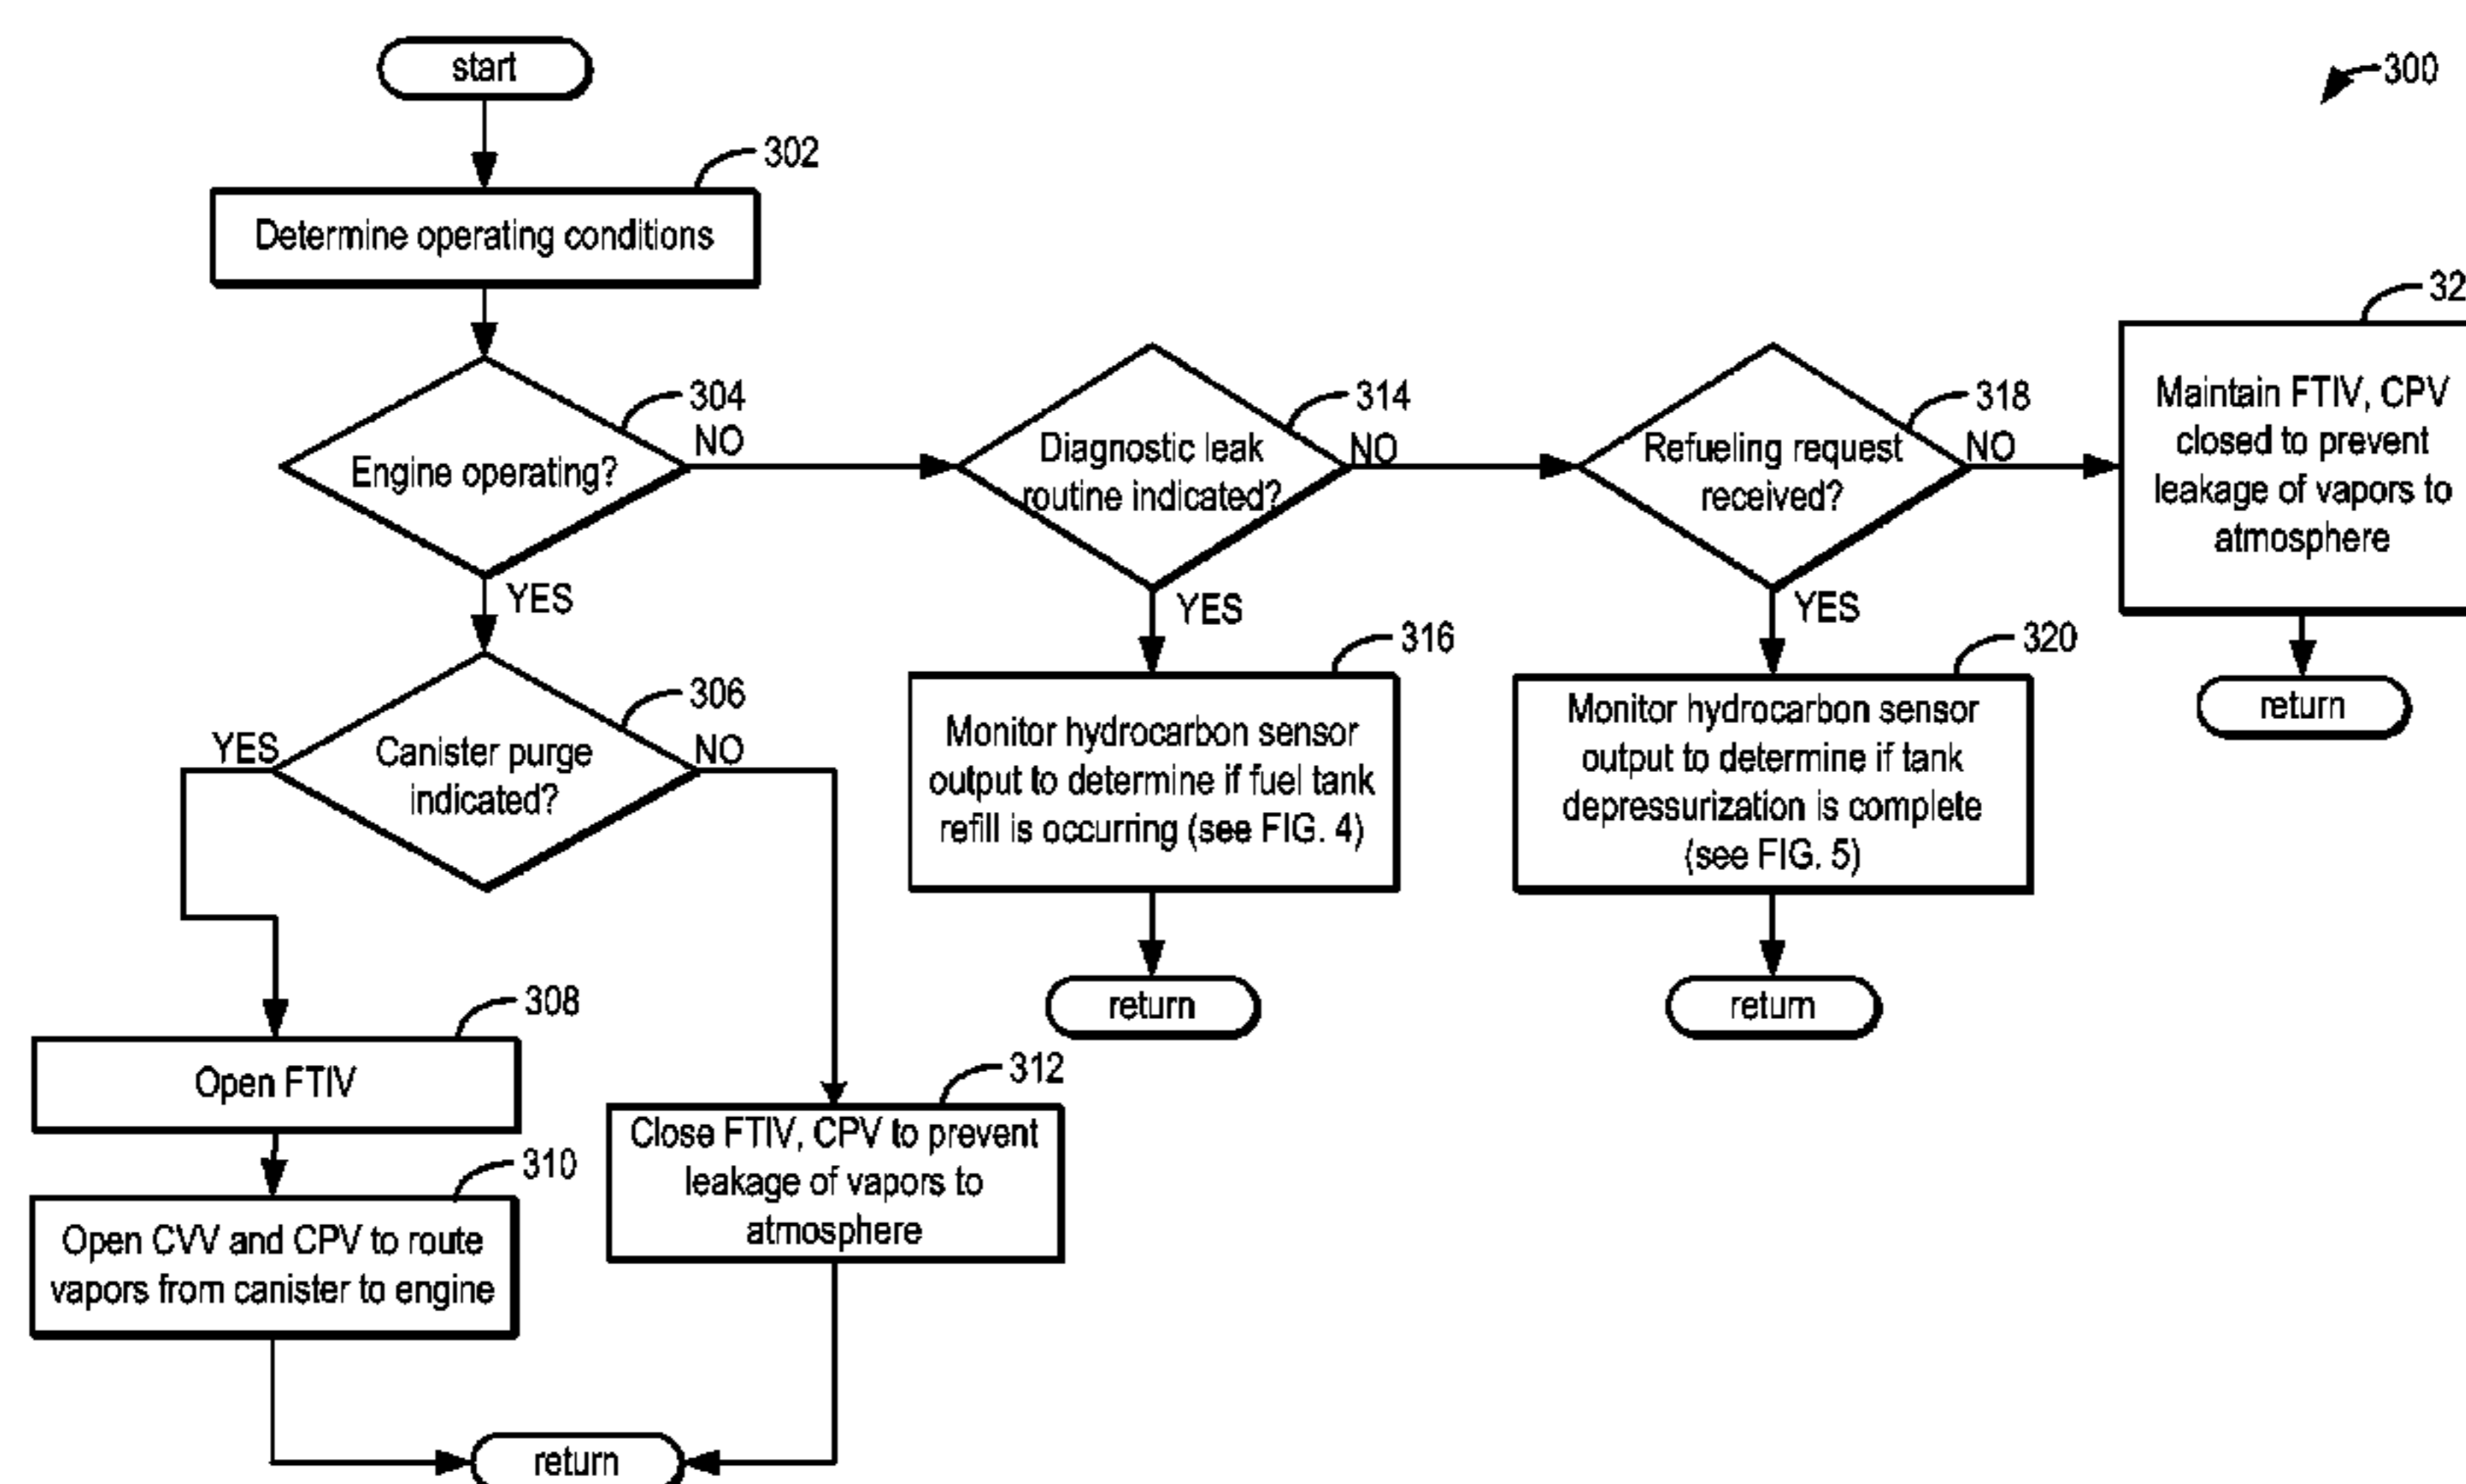 start
300
302
Determine operating conditions
304
NO
Engine operating?
YES
314
NO
Diagnostic leak
routine indicated?
YES
318
NO
Refueling request
received?
YES
32
Maintain FTIV, CPV
closed to prevent
leakage of vapors to
atmosphere
return
306
YES
NO
Canister purge
indicated?
316
Monitor hydrocarbon sensor
output to determine if fuel tank
refill is occurring (see FIG. 4)
return
320
Monitor hydrocarbon sensor
output to determine if tank
depressurization is complete
(see FIG. 5)
return
308
Open FTIV
310
Open CVV and CPV to route
vapors from canister to engine
312
Close FTIV, CPV to prevent
leakage of vapors to
atmosphere
return